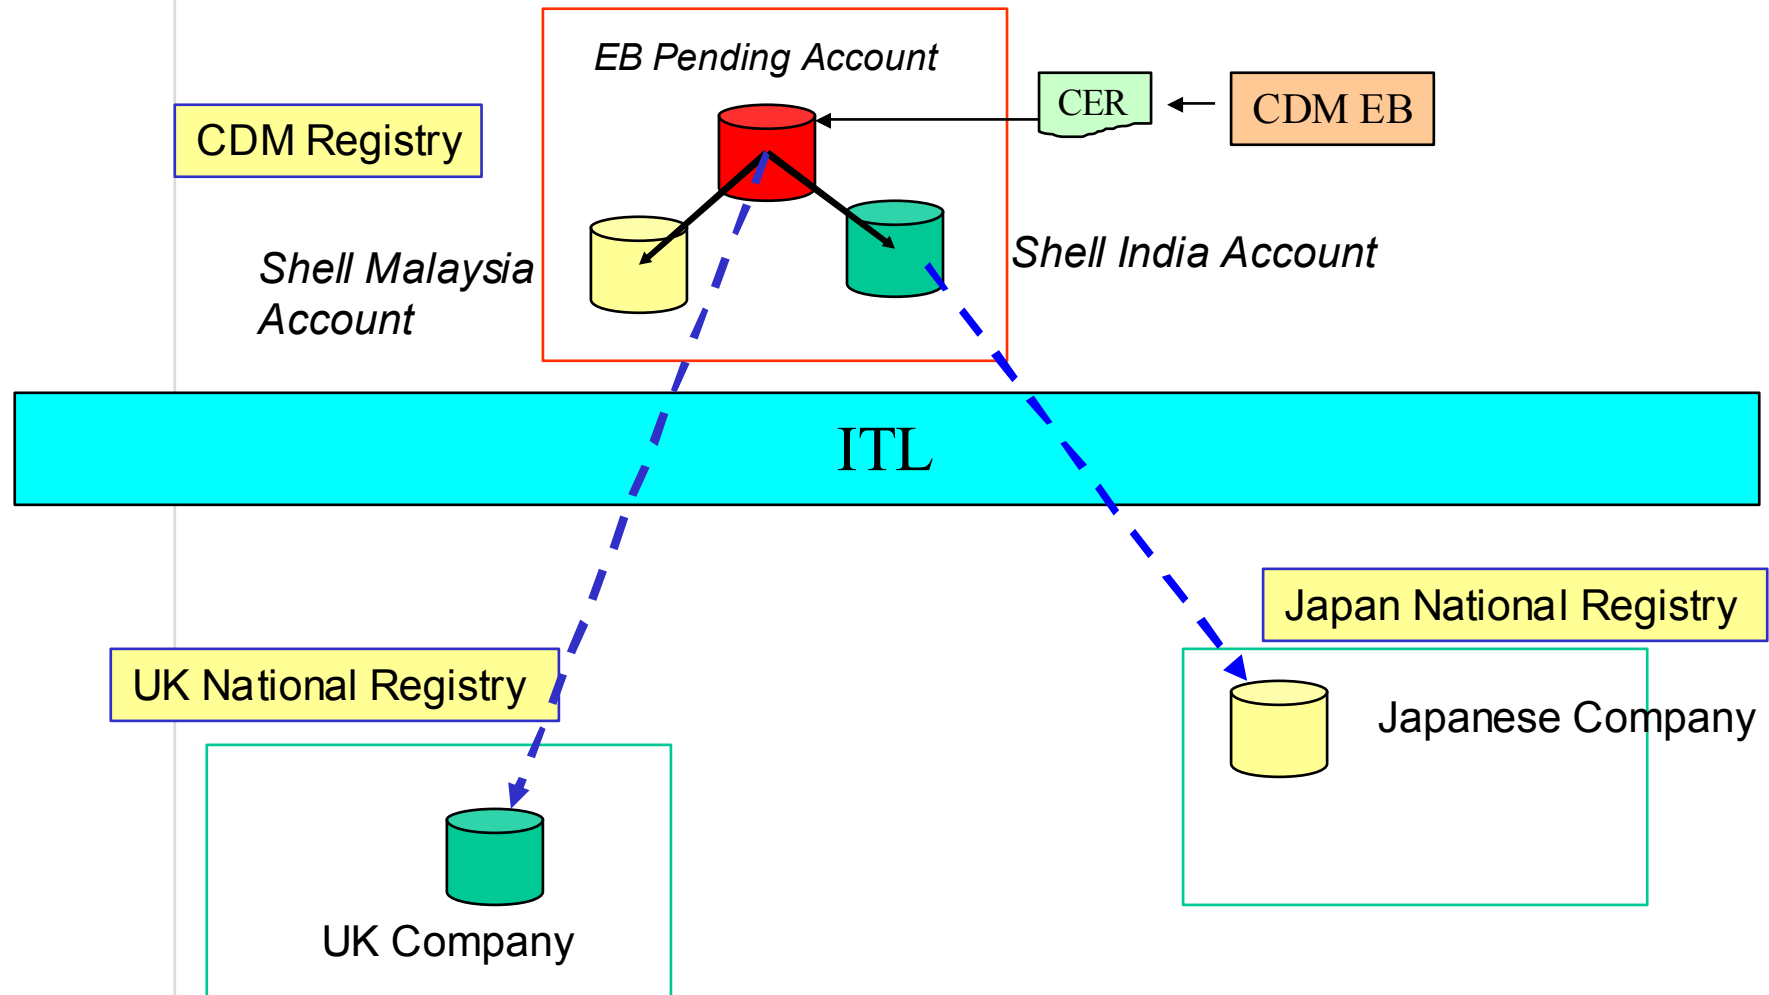 EB Pending Account
CER
CDM EB
CDM Registry
Shell Malaysia
Account
Shell India Account
ITL
Japan National Registry
UK National Registry
Japanese Company
UK Company